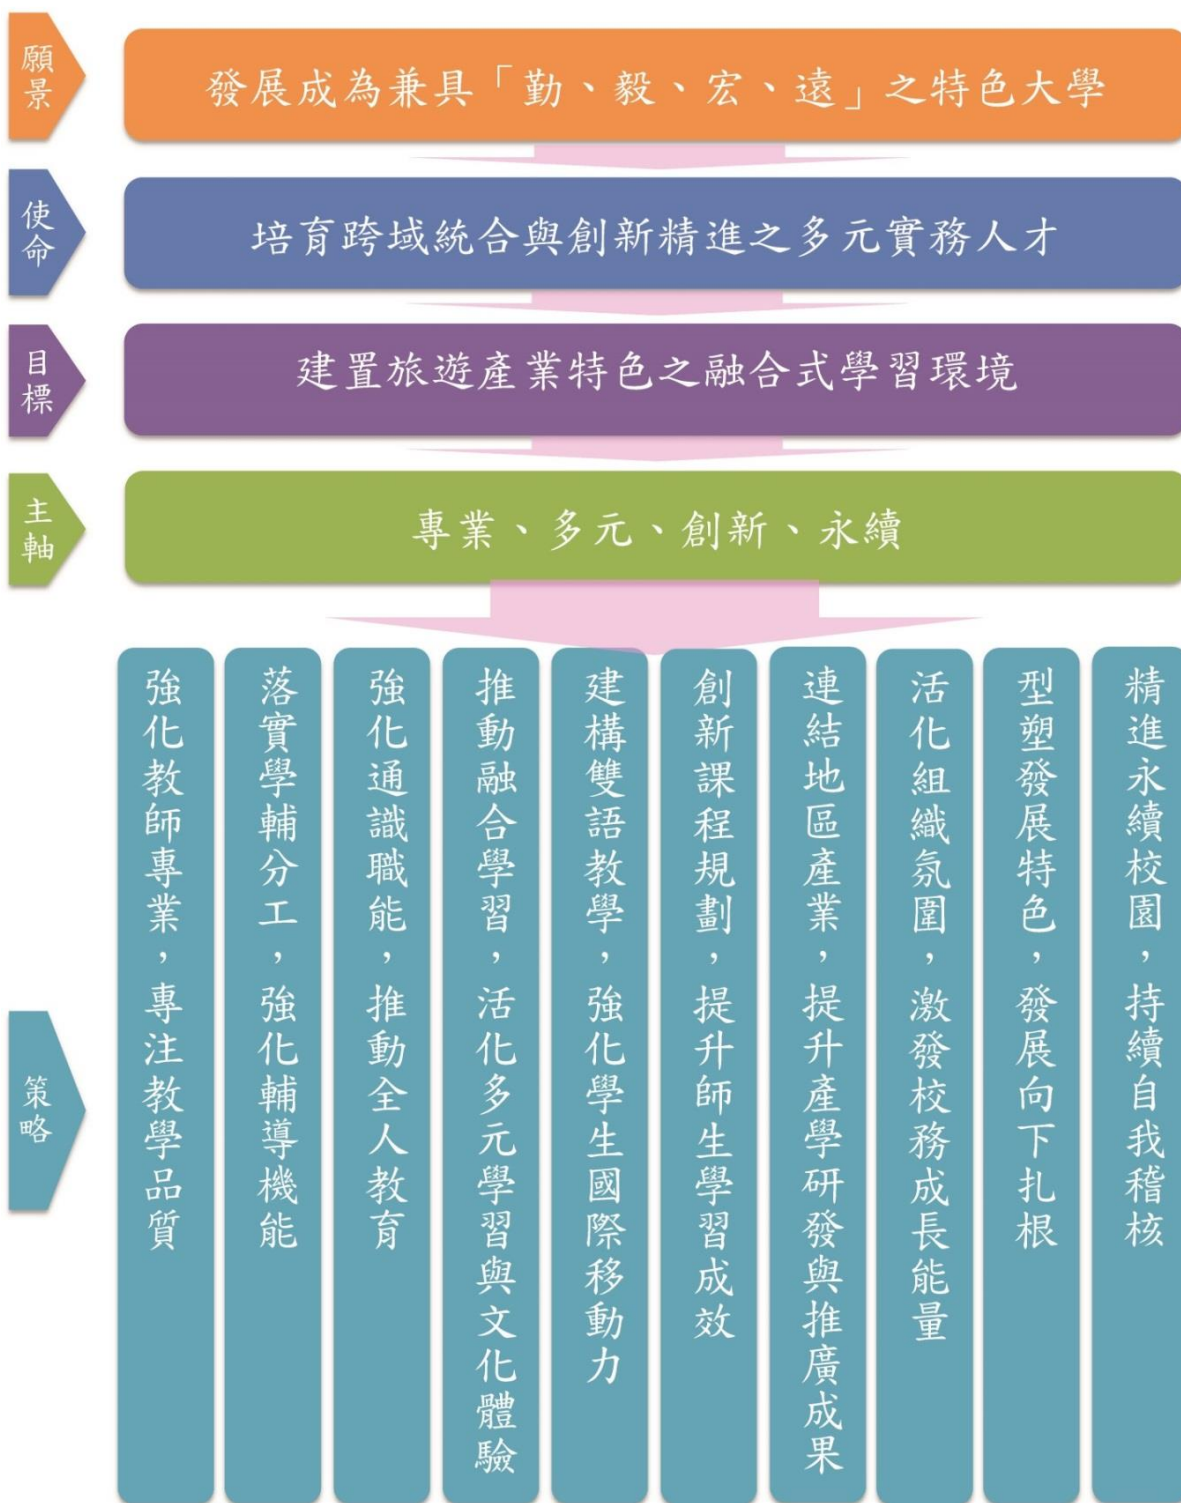 願景
發展成為兼具「勤、毅、宏、遠」之特色大學
使命
培育跨域統合與創新精進之多元實務人才
目標
建置旅遊產業特色之融合式學習環境
主軸
專業、多元、創新、永續
策略
強化教師專業，專注教學品質
落實學輔分工，強化輔導機能
強化通識職能，推動全人教育
推動融合學習，活化多元學習與文化體驗
建構雙語教學，強化學生國際移動力
創新課程規劃，提升師生學習成效
連結地區產業，提升產學研發與推廣成果
活化組織氛圍，激發校務成長能量
型塑發展特色，發展向下扎根
精進永續校園，持續自我稽核